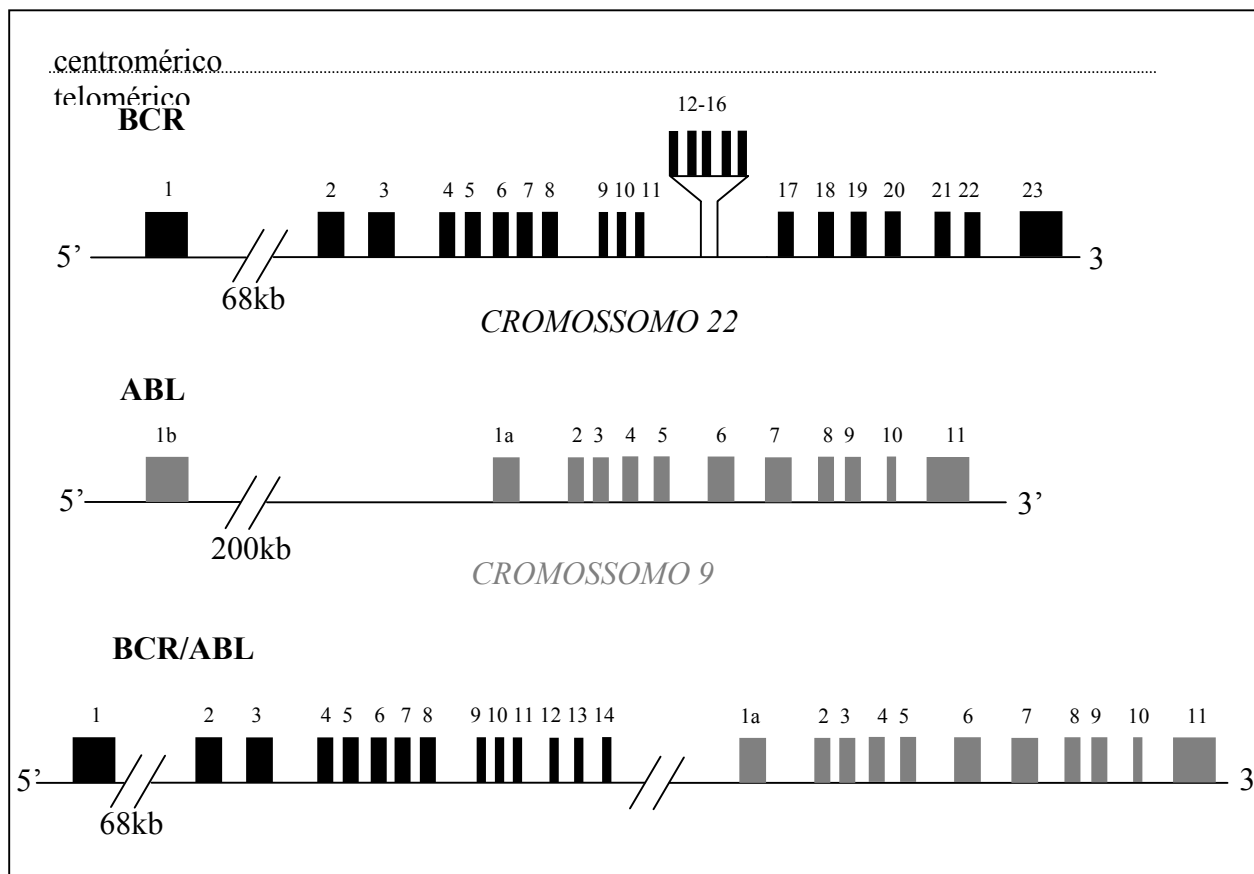 centromérico
telomérico
BCR
12-16
1 2 3 4 5 6 7 8 9 10 11 17 18 19 20 21 22 23
5’ 3
68kb
CROMOSSOMO 22
ABL
1b 1a 2 3 4 5 6 7 8 9 10 11
5’ 3’
200kb
CROMOSSOMO 9
BCR/ABL
1 2 3 4 5 6 7 8 9 10 11 12 13 14 1a 2 3 4 5 6 7 8 9 10 11
5’ 3
68kb